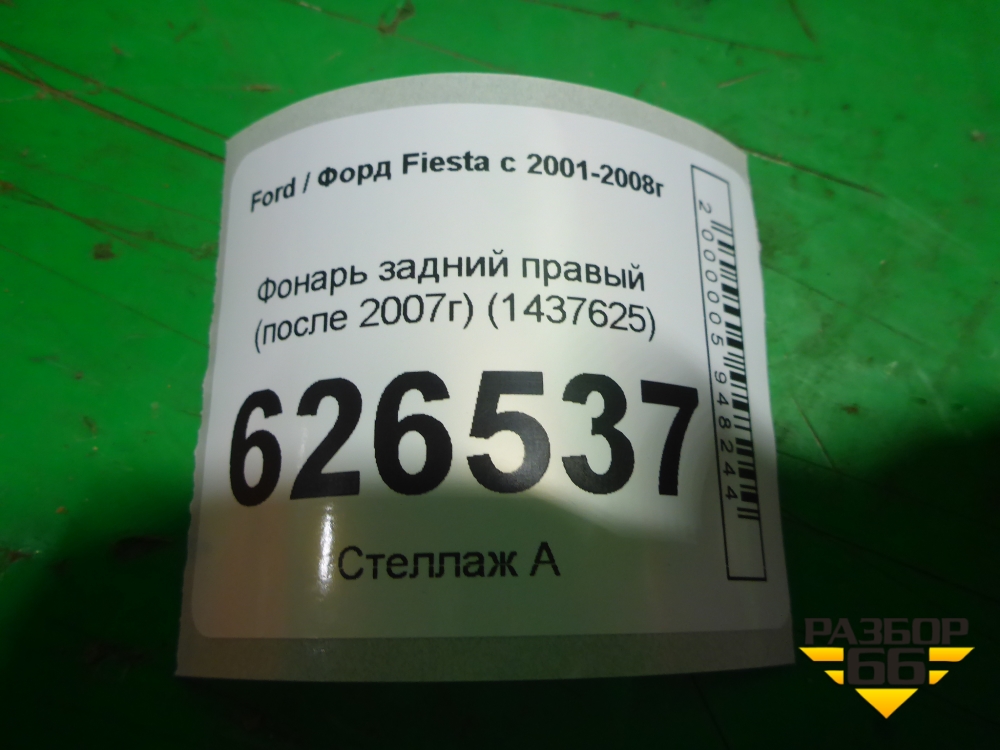 Ford / Форд Fiesta с 2001-2008г
Фонарь задний правый
(после 2007г) (1437625)
626537
Стеллаж А
2000005948244
РАЗБОР
66